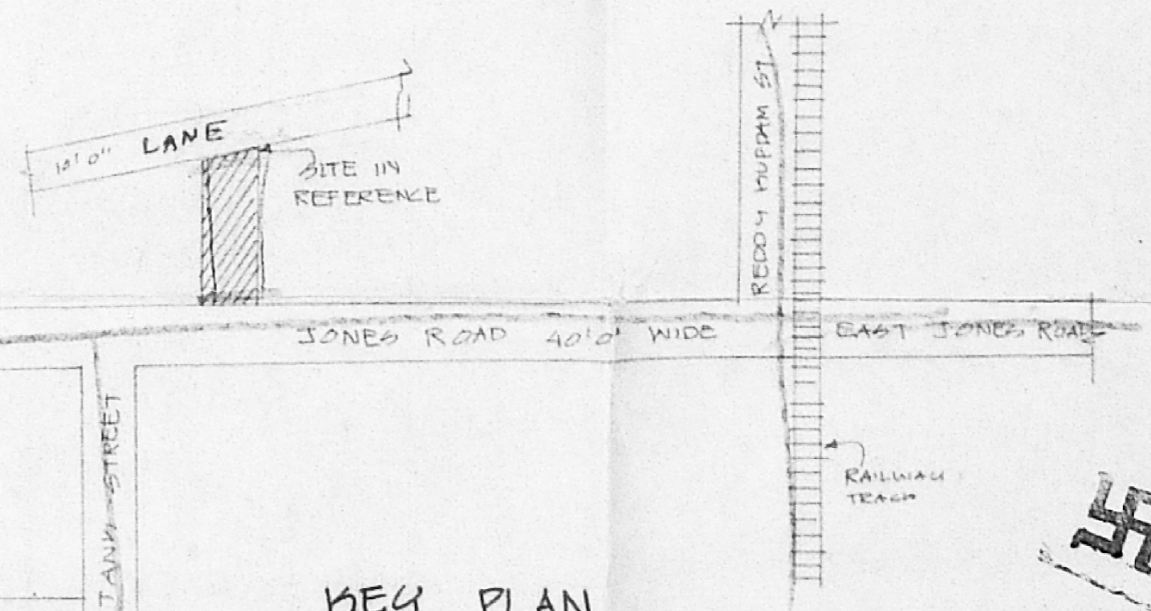 10'0" LANE
SITE IN
REFERENCE
REDDY KUPPAM ST
JONES ROAD 40'0" WIDE
EAST JONES ROAD
TANK STREET
RAILWAY
TRACK
KEY PLAN